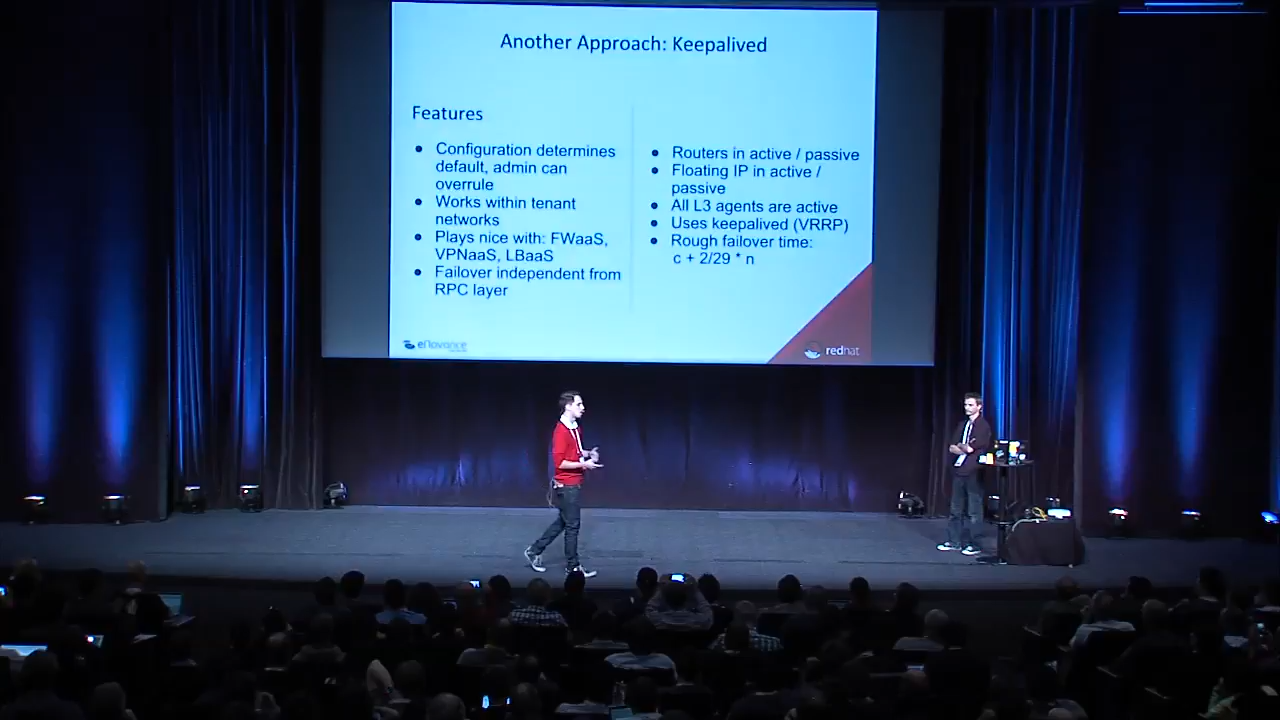 Another Approach: Keepalived
Features
● Configuration determines
default, admin can
overrule
● Works within tenant
networks
● Plays nice with: FWaaS,
VPNaaS, LBaaS
● Failover independent from
RPC layer
● Routers in active / passive
● Floating IP in active /
passive
● All L3 agents are active
● Uses keepalived (VRRP)
● Rough failover time:
c + 2/29 * n
eNovance
redhat